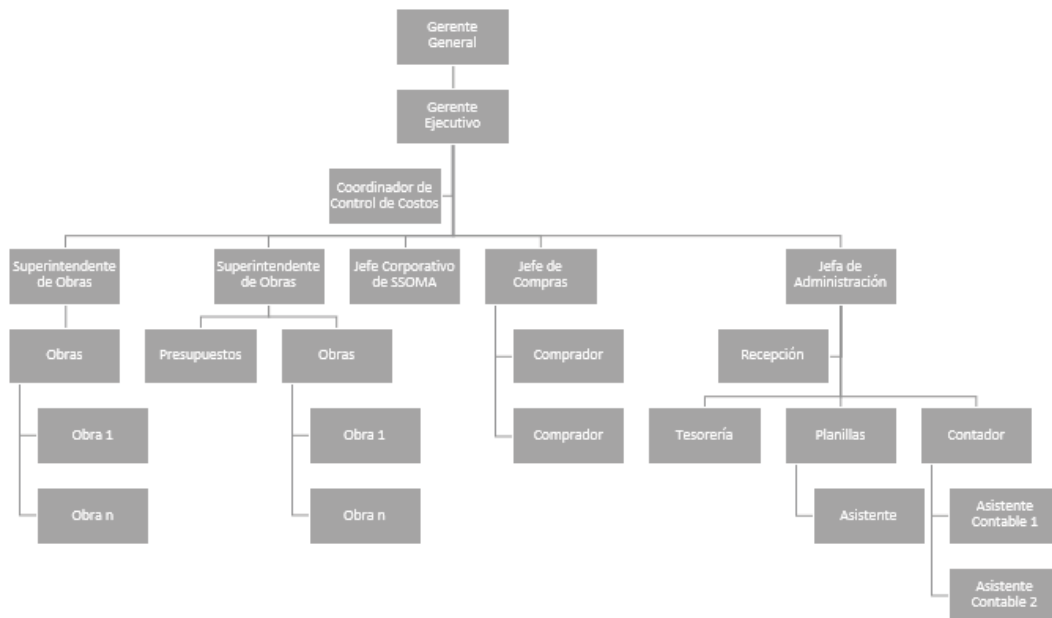 Gerente
General
Gerente
Ejecutivo
Coordinador de
Control de Costos
Superintendente
de Obras
Superintendente
de Obras
Jefe Corporativo
de SSOMA
Jefe de
Compras
Jefa de
Administración
Obras
Presupuestos
Obras
Comprador
Recepción
Obra 1
Obra 1
Comprador
Tesorería
Planillas
Contador
Obra n
Obra n
Asistente
Asistente
Contable 1
Asistente
Contable 2